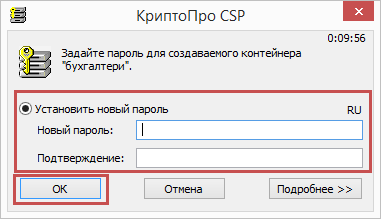 КриптоПро CSP
0:09:56
Задайте пароль для создаваемого контейнера
"бухгалтери".
Установить новый пароль
RU
Новый пароль:
Подтверждение:
ОК
Отмена
Подробнее >>